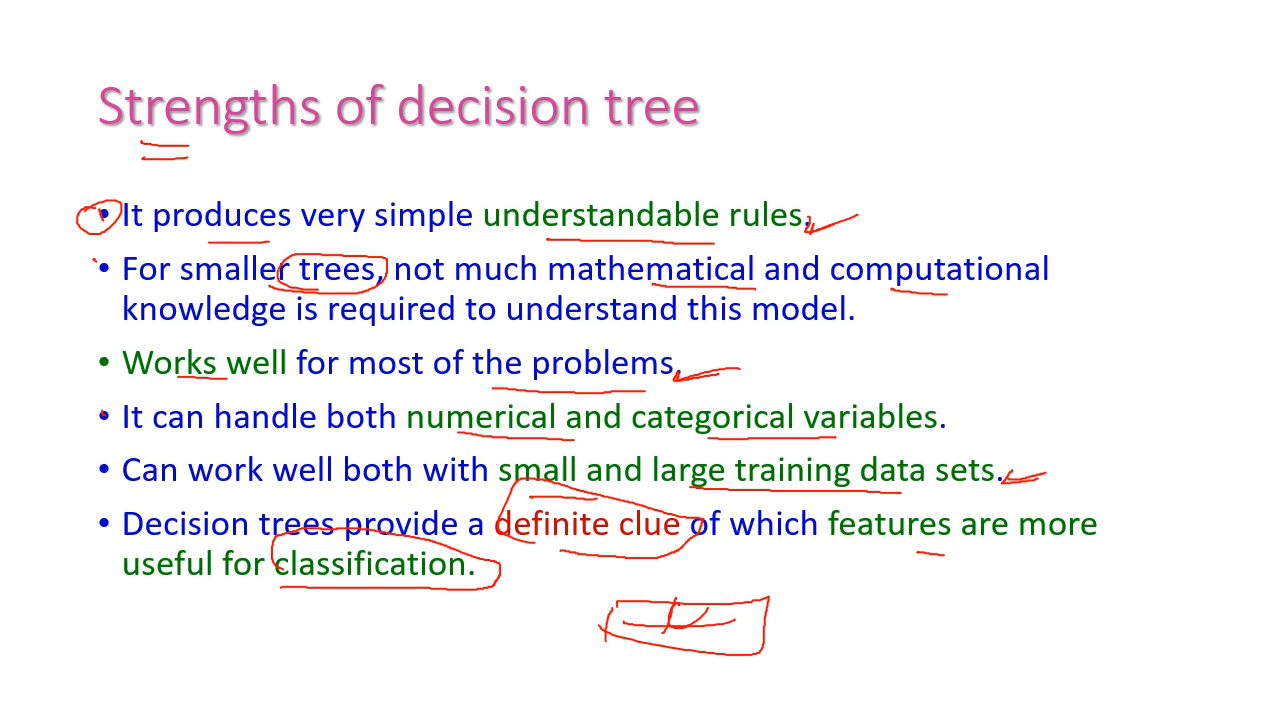 Strengths of decision tree
• It produces very simple understandable rules.
• For smaller trees, not much mathematical and computational
knowledge is required to understand this model.
• Works well for most of the problems.
• It can handle both numerical and categorical variables.
• Can work well both with small and large training data sets.
• Decision trees provide a definite clue of which features are more
useful for classification.